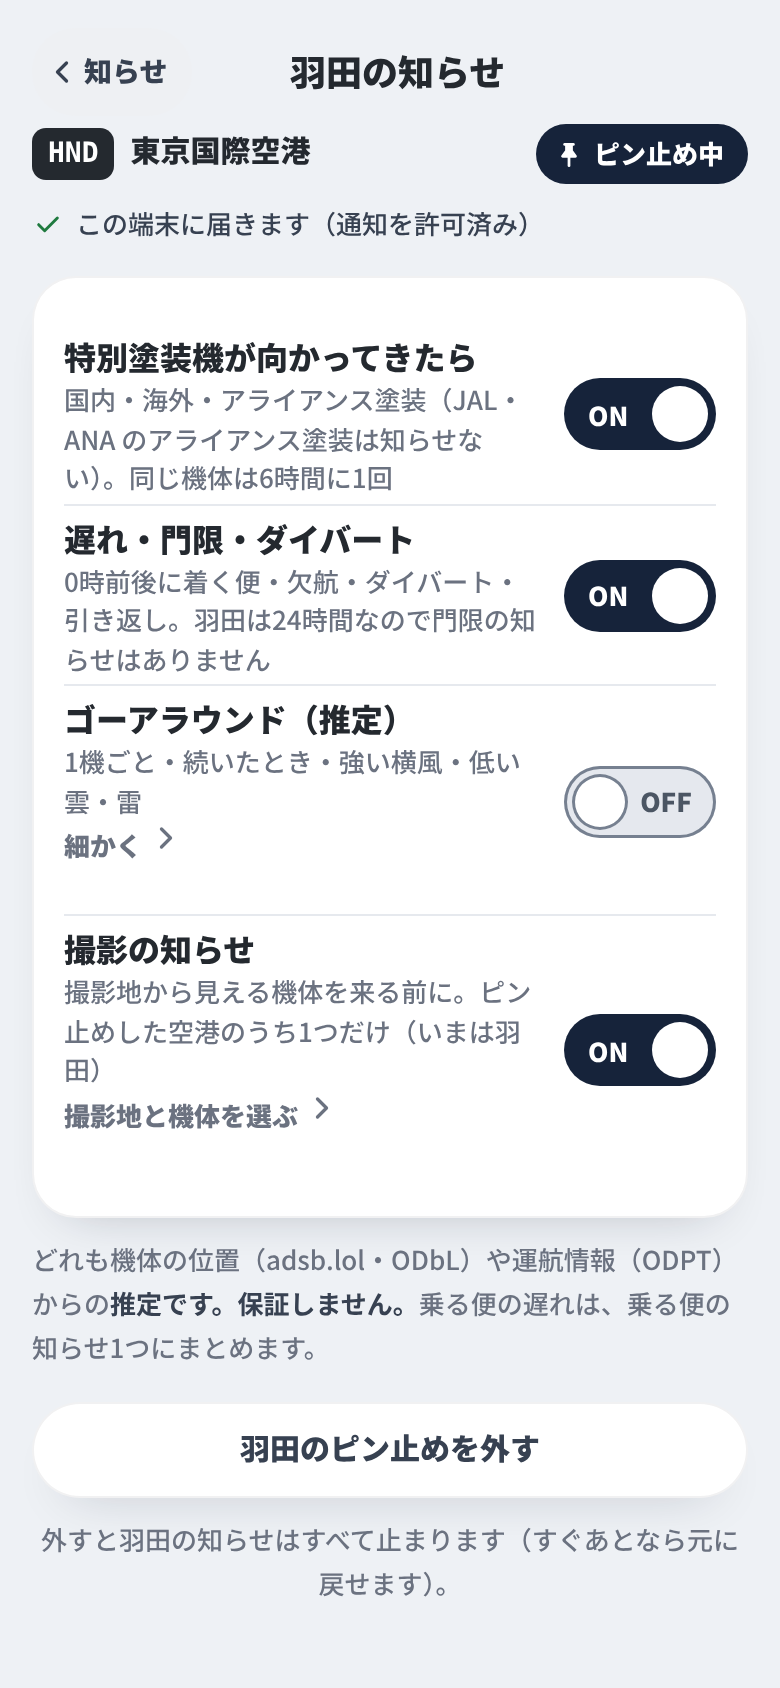 知らせ
羽田の知らせ
HND 東京国際空港
ピン止め中
この端末に届きます（通知を許可済み）
特別塗装機が向かってきたら
国内・海外・アライアンス塗装（JAL・
ANA のアライアンス塗装は知らせな
い）。同じ機体は6時間に1回
ON
遅れ・門限・ダイバート
0時前後に着く便・欠航・ダイバート・
引き返し。羽田は24時間なので門限の知
らせはありません
ON
ゴーアラウンド（推定）
1機ごと・続いたとき・強い横風・低い
雲・雷
細かく
OFF
撮影の知らせ
撮影地から見える機体を来る前に。ピン
止めした空港のうち1つだけ（いまは羽
田）
撮影地と機体を選ぶ
ON
どれも機体の位置（adsb.lol・ODbL）や運航情報（ODPT）
からの推定です。保証しません。乗る便の遅れは、乗る便の
知らせ1つにまとめます。
羽田のピン止めを外す
外すと羽田の知らせはすべて止まります（すぐあとなら元に
戻せます）。